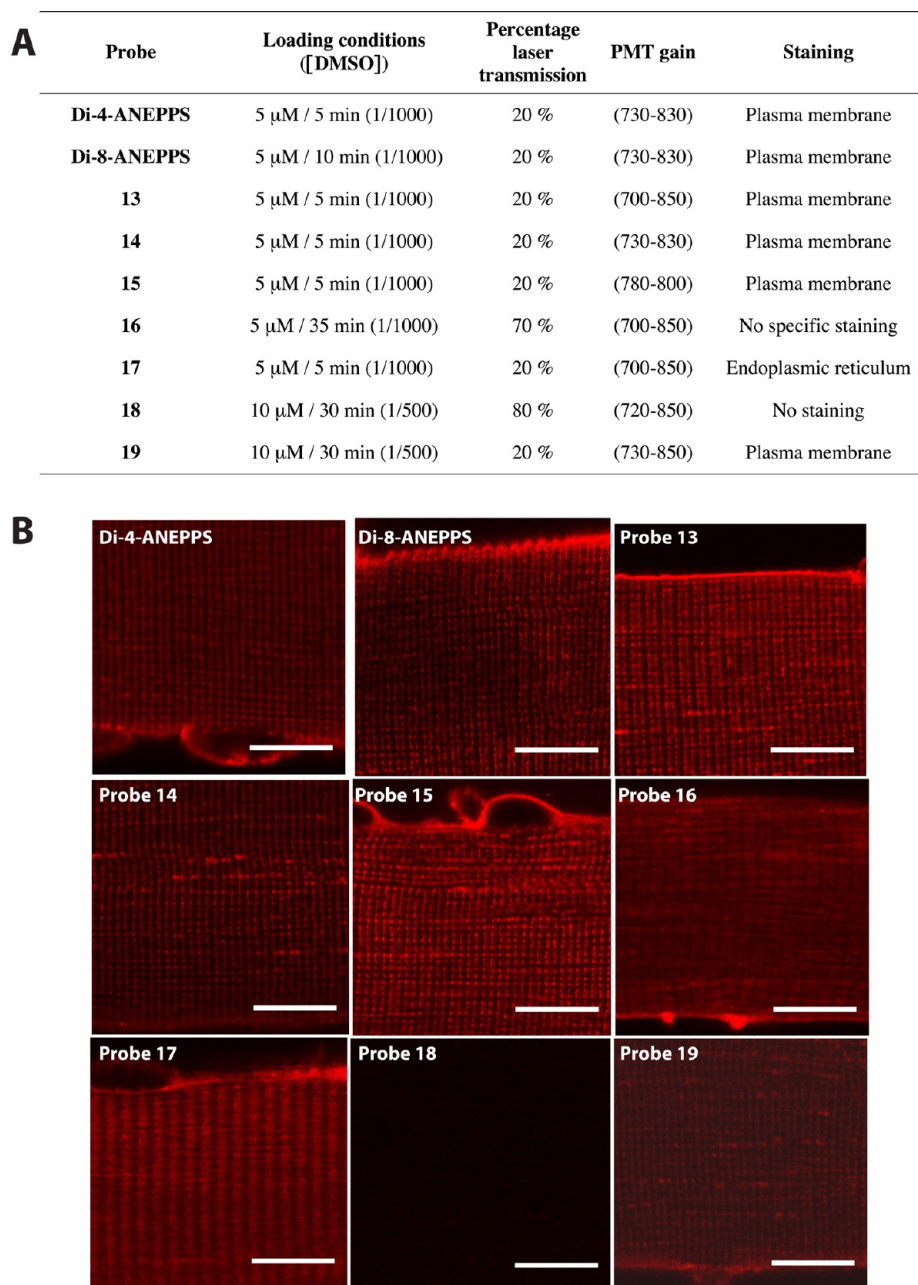 A
Probe Loading conditions ([DMSO]) Percentage laser transmission PMT gain Staining
Di-4-ANEPPS 5 μM / 5 min (1/1000) 20 % (730-830) Plasma membrane
Di-8-ANEPPS 5 μM / 10 min (1/1000) 20 % (730-830) Plasma membrane
13 5 μM / 5 min (1/1000) 20 % (700-850) Plasma membrane
14 5 μM / 5 min (1/1000) 20 % (730-830) Plasma membrane
15 5 μM / 5 min (1/1000) 20 % (780-800) Plasma membrane
16 5 μM / 35 min (1/1000) 70 % (700-850) No specific staining
17 5 μM / 5 min (1/1000) 20 % (700-850) Endoplasmic reticulum
18 10 μM / 30 min (1/500) 80 % (720-850) No staining
19 10 μM / 30 min (1/500) 20 % (730-850) Plasma membrane
B
Di-4-ANEPPS Di-8-ANEPPS Probe 13
Probe 14 Probe 15 Probe 16
Probe 17 Probe 18 Probe 19